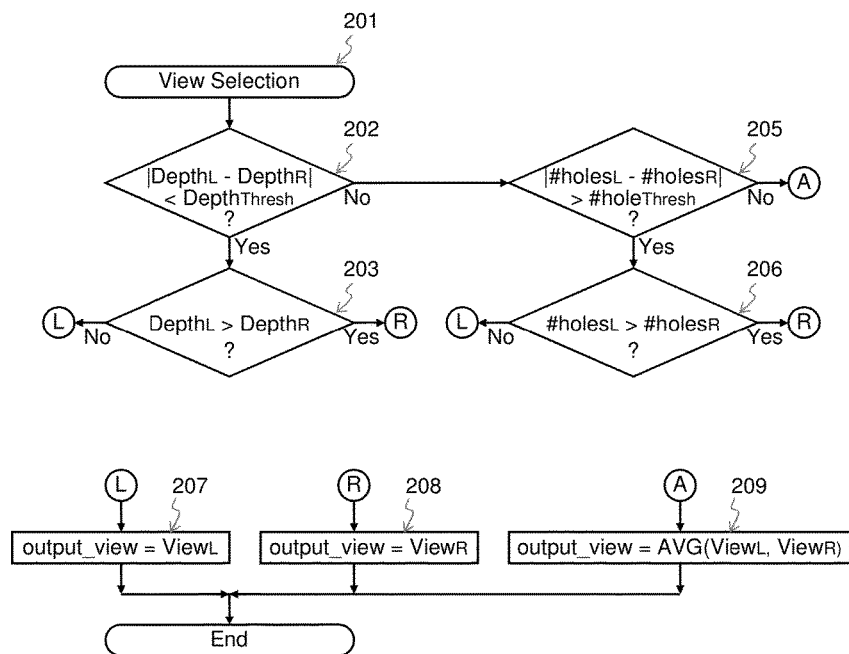 201
View Selection
202
|DepthL - DepthR|
< DepthThresh
?
No
Yes
205
|#holesL - #holesR|
> #holeThresh
?
No
A
Yes
203
L
No
DepthL > DepthR
?
Yes
R
206
L
No
#holesL > #holesR
?
Yes
R
L
207
output_view = ViewL
R
208
output_view = ViewR
A
209
output_view = AVG(ViewL, ViewR)
End